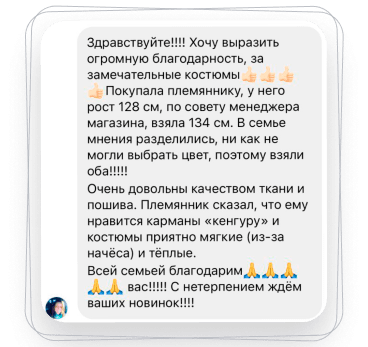 Здравствуйте!!!! Хочу выразить
огромную благодарность, за
замечательные костюмы👍🏻👍🏻👍🏻
👍🏻Покупала племяннику, у него
рост 128 см, по совету менеджера
магазина, взяла 134 см. В семье
мнения разделились, ни как не
могли выбрать цвет, поэтому взяли
оба!!!!!
Очень довольны качеством ткани и
пошива. Племянник сказал, что ему
нравится карманы «кенгуру» и
костюмы приятно мягкие (из-за
начёса) и тёплые.
Всей семьей благодарим🙏🙏🙏
🙏🙏 вас!!!!! С нетерпением ждём
ваших новинок!!!!